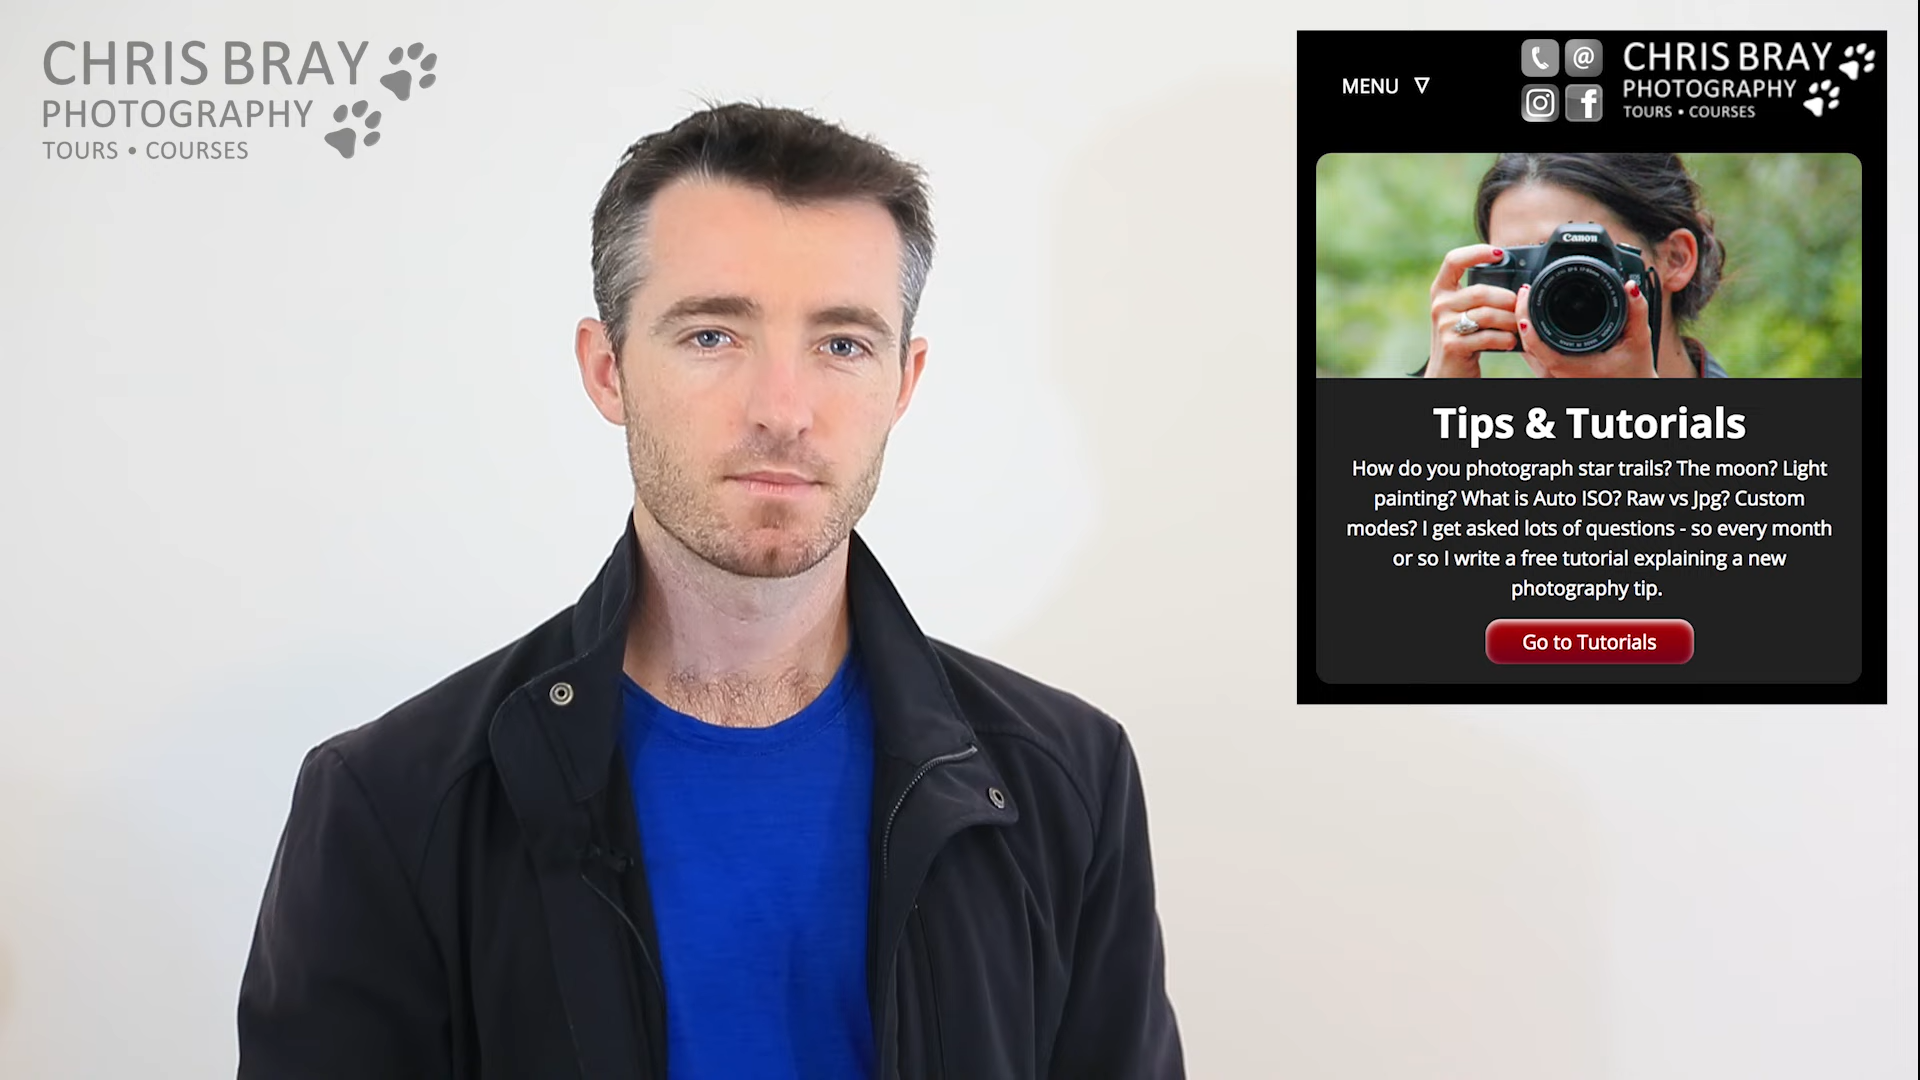 CHRIS BRAY
PHOTOGRAPHY
TOURS • COURSES
MENU
@
f
CHRIS BRAY
PHOTOGRAPHY
TOURS • COURSES
Canon
Tips & Tutorials
How do you photograph star trails? The moon? Light
painting? What is Auto ISO? Raw vs Jpg? Custom
modes? I get asked lots of questions - so every month
or so I write a free tutorial explaining a new
photography tip.
Go to Tutorials